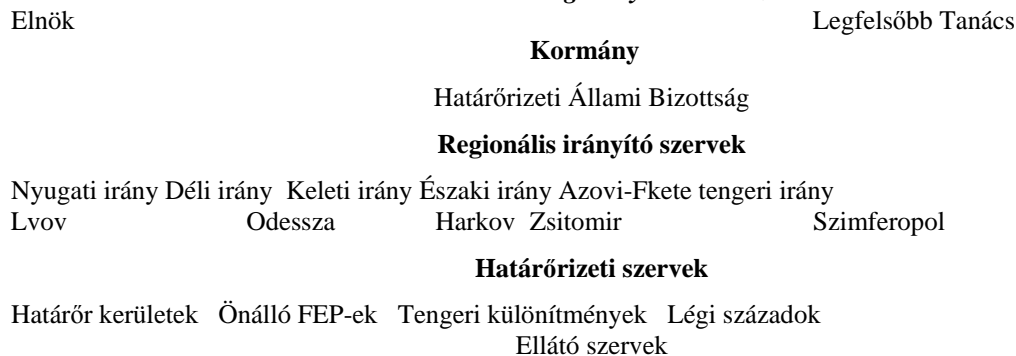 Elnök Legfelsőbb Tanács
Kormány
Határőrizeti Állami Bizottság
Regionális irányító szervek
Nyugati irány Déli irány Keleti irány Északi irány Azovi-Fkete tengeri irány
Lvov Odessza Harkov Zsitomir Szimferopol
Határőrizeti szervek
Határőr kerületek Önálló FEP-ek Tengeri különítmények Légi századok
Ellátó szervek